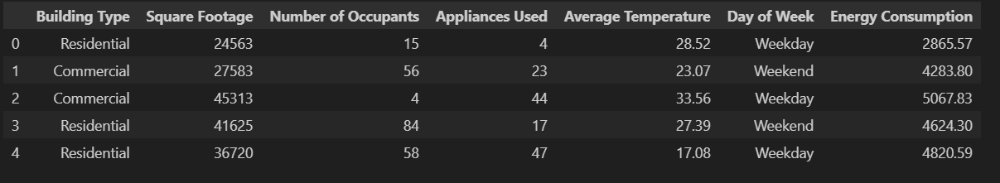 Building Type Square Footage Number of Occupants Appliances Used Average Temperature Day of Week Energy Consumption
0 Residential 24563 15 4 28.52 Weekday 2865.57
1 Commercial 27583 56 23 23.07 Weekend 4283.80
2 Commercial 45313 4 44 33.56 Weekday 5067.83
3 Residential 41625 84 17 27.39 Weekend 4624.30
4 Residential 36720 58 47 17.08 Weekday 4820.59